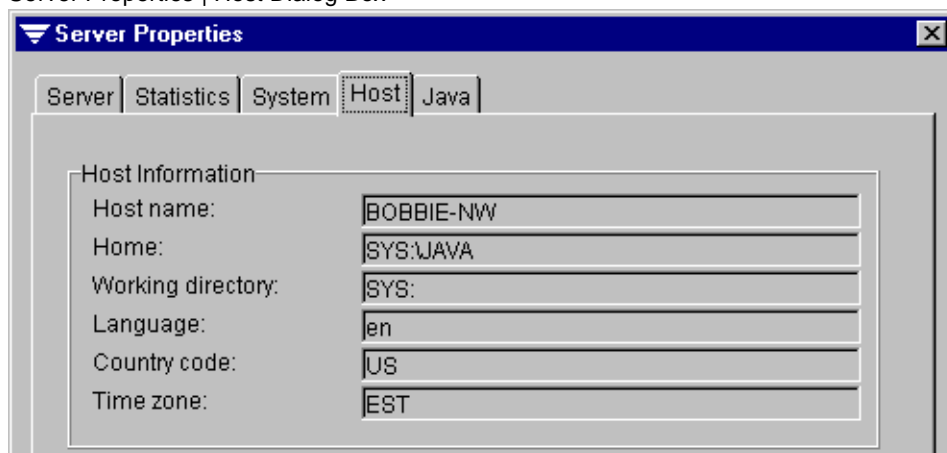 Server Properties | Host Dialog Box
Server Properties
Server Statistics System Host Java
Host Information
Host name: BOBBIE-NW
Home: SYS:\JAVA
Working directory: SYS:
Language: en
Country code: US
Time zone: EST